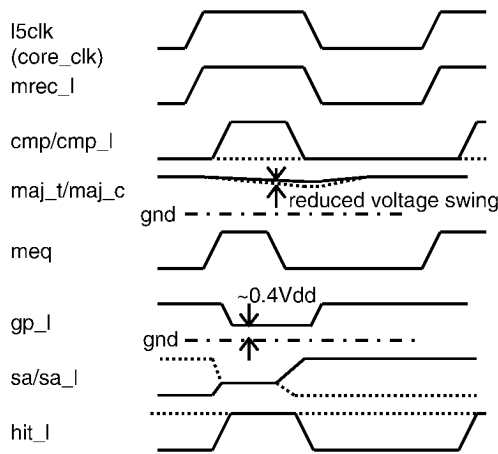 l5clk
(core_clk)
mrec_l
cmp/cmp_l
maj_t/maj_c
reduced voltage swing
gnd
meq
~0.4Vdd
gp_l
gnd
sa/sa_l
hit_l